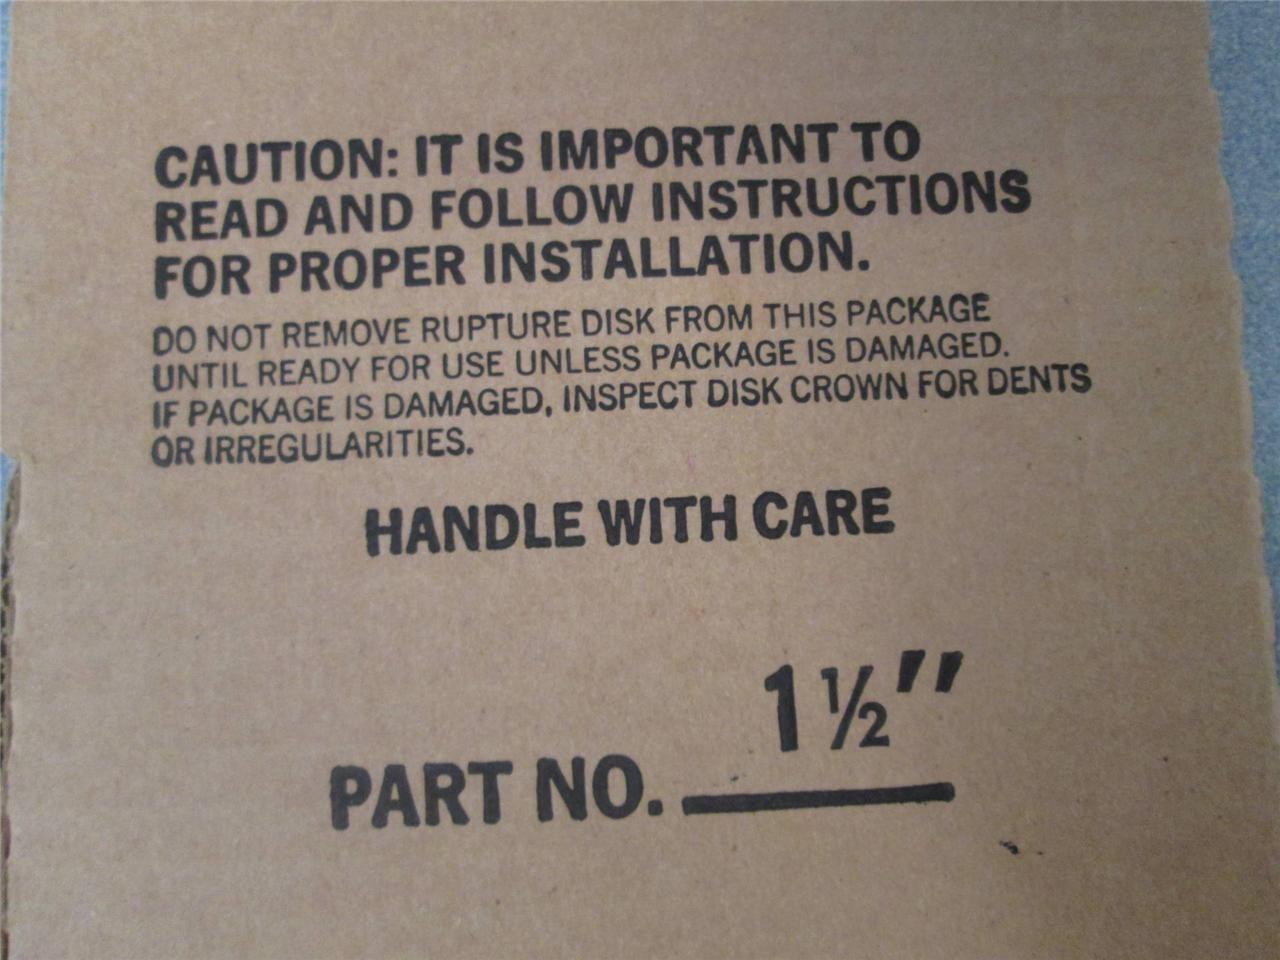 CAUTION: IT IS IMPORTANT TO
READ AND FOLLOW INSTRUCTIONS
FOR PROPER INSTALLATION.
DO NOT REMOVE RUPTURE DISK FROM THIS PACKAGE
UNTIL READY FOR USE UNLESS PACKAGE IS DAMAGED.
IF PACKAGE IS DAMAGED, INSPECT DISK CROWN FOR DENTS
OR IRREGULARITIES.
HANDLE WITH CARE
1 ½"
PART NO.